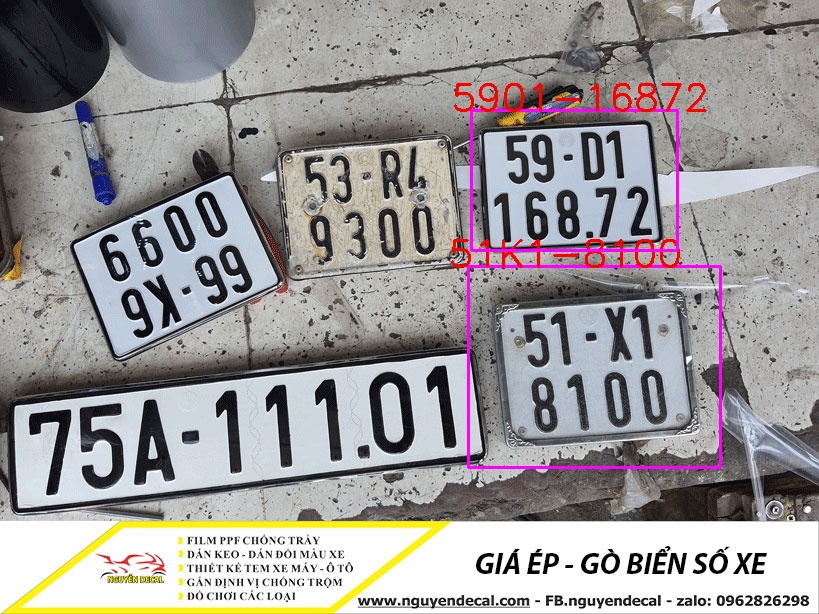 5901-16872
59-D1
168.72
53-R4
9300
99-K6
0099
51K1-8100
51-X1
8100
75A-111.01
NGUYỄN DECAL
FILM PPF CHỐNG TRẦY
DÁN KEO - DÁN ĐỔI MÀU XE
THIẾT KẾ TEM XE MÁY - Ô TÔ
GẮN ĐỊNH VỊ CHỐNG TRỘM
ĐỒ CHƠI CÁC LOẠI
GIÁ ÉP - GÒ BIỂN SỐ XE
www.nguyendecal.com - FB.nguyendecal - zalo: 0962826298